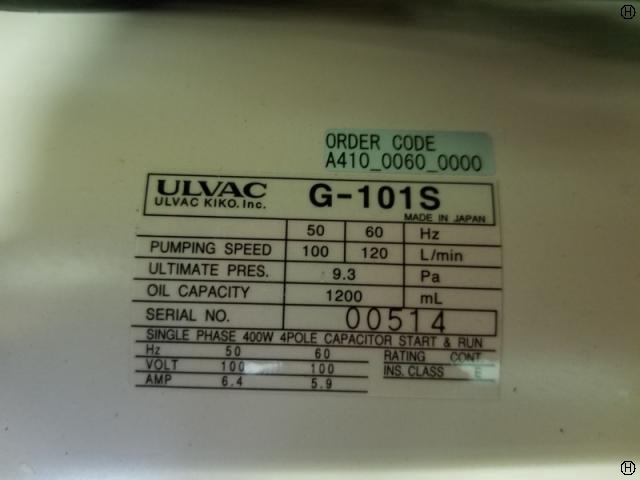 ORDER CODE
A410_0060_0000
ULVAC G-101S
ULVAC KIKO. Inc.
MADE IN JAPAN
50 60 Hz
PUMPING SPEED 100 120 L/min
ULTIMATE PRES. 9.3 Pa
OIL CAPACITY 1200 mL
SERIAL NO. 00514
SINGLE PHASE 400W 4POLE CAPACITOR START & RUN
Hz 50 60 RATING CONT
VOLT 100 100 INS. CLASS E
AMP 6.4 5.9
H
H